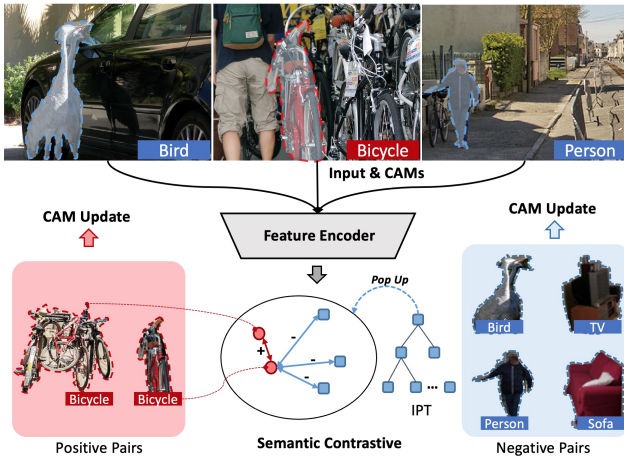 Bird
Bicycle
Person
Input & CAMs
CAM Update
CAM Update
Feature Encoder
Pop Up
Bird
TV
+
-
-
-
Bicycle
Bicycle
...
IPT
Person
Sofa
Positive Pairs
Semantic Contrastive
Negative Pairs